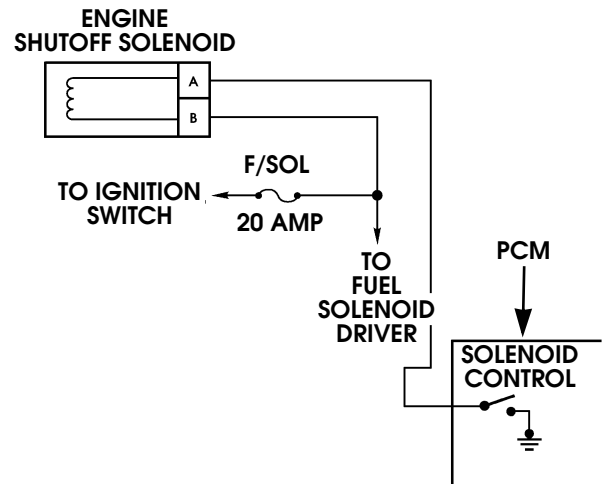 ENGINE
SHUTOFF SOLENOID
A
B
F/SOL
TO IGNITION
SWITCH
20 AMP
TO
FUEL
SOLENOID
DRIVER
PCM
SOLENOID
CONTROL